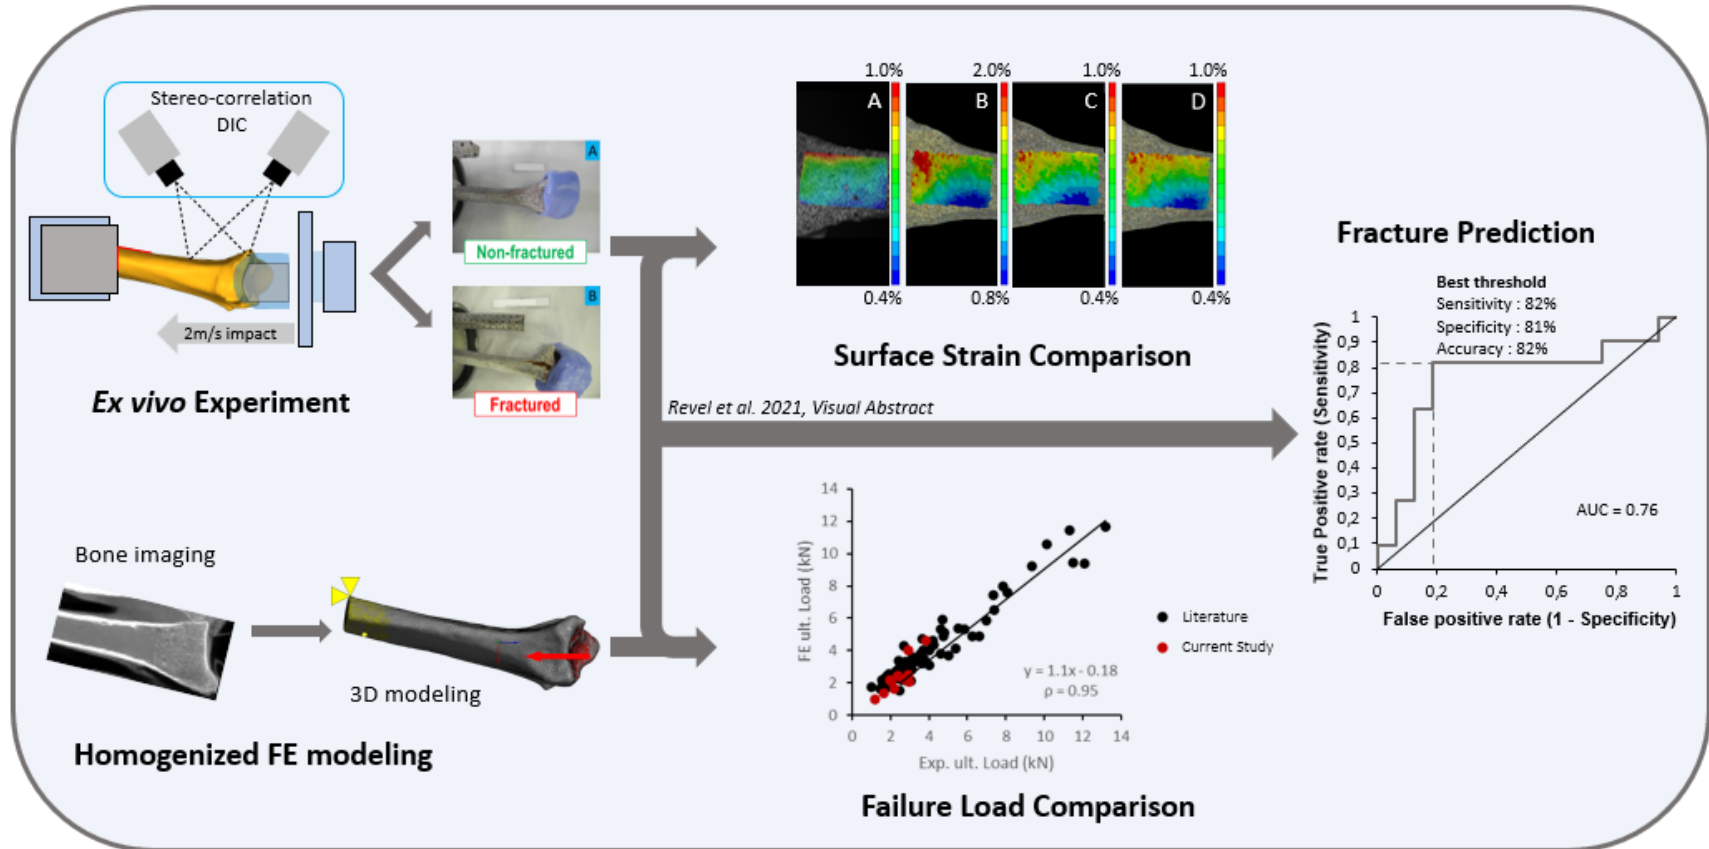 Stereo-correlation
DIC
2m/s impact
Ex vivo Experiment
A
Non-fractured
B
Fractured
1.0%
2.0%
1.0%
1.0%
A
B
C
D
0.4%
0.8%
0.4%
0.4%
Surface Strain Comparison
Revel et al. 2021, Visual Abstract
Bone imaging
3D modeling
Homogenized FE modeling
FE ult. Load (kN)
14
12
10
8
6
4
2
0
0 2 4 6 8 10 12 14
Exp. ult. Load (kN)
y = 1.1x - 0.18
ρ = 0.95
Literature
Current Study
Failure Load Comparison
Fracture Prediction
Best threshold
Sensitivity : 82%
Specificity : 81%
Accuracy : 82%
True Positive rate (Sensitivity)
1
0,9
0,8
0,7
0,6
0,5
0,4
0,3
0,2
0,1
0
AUC = 0.76
0 0,2 0,4 0,6 0,8 1
False positive rate (1 - Specificity)